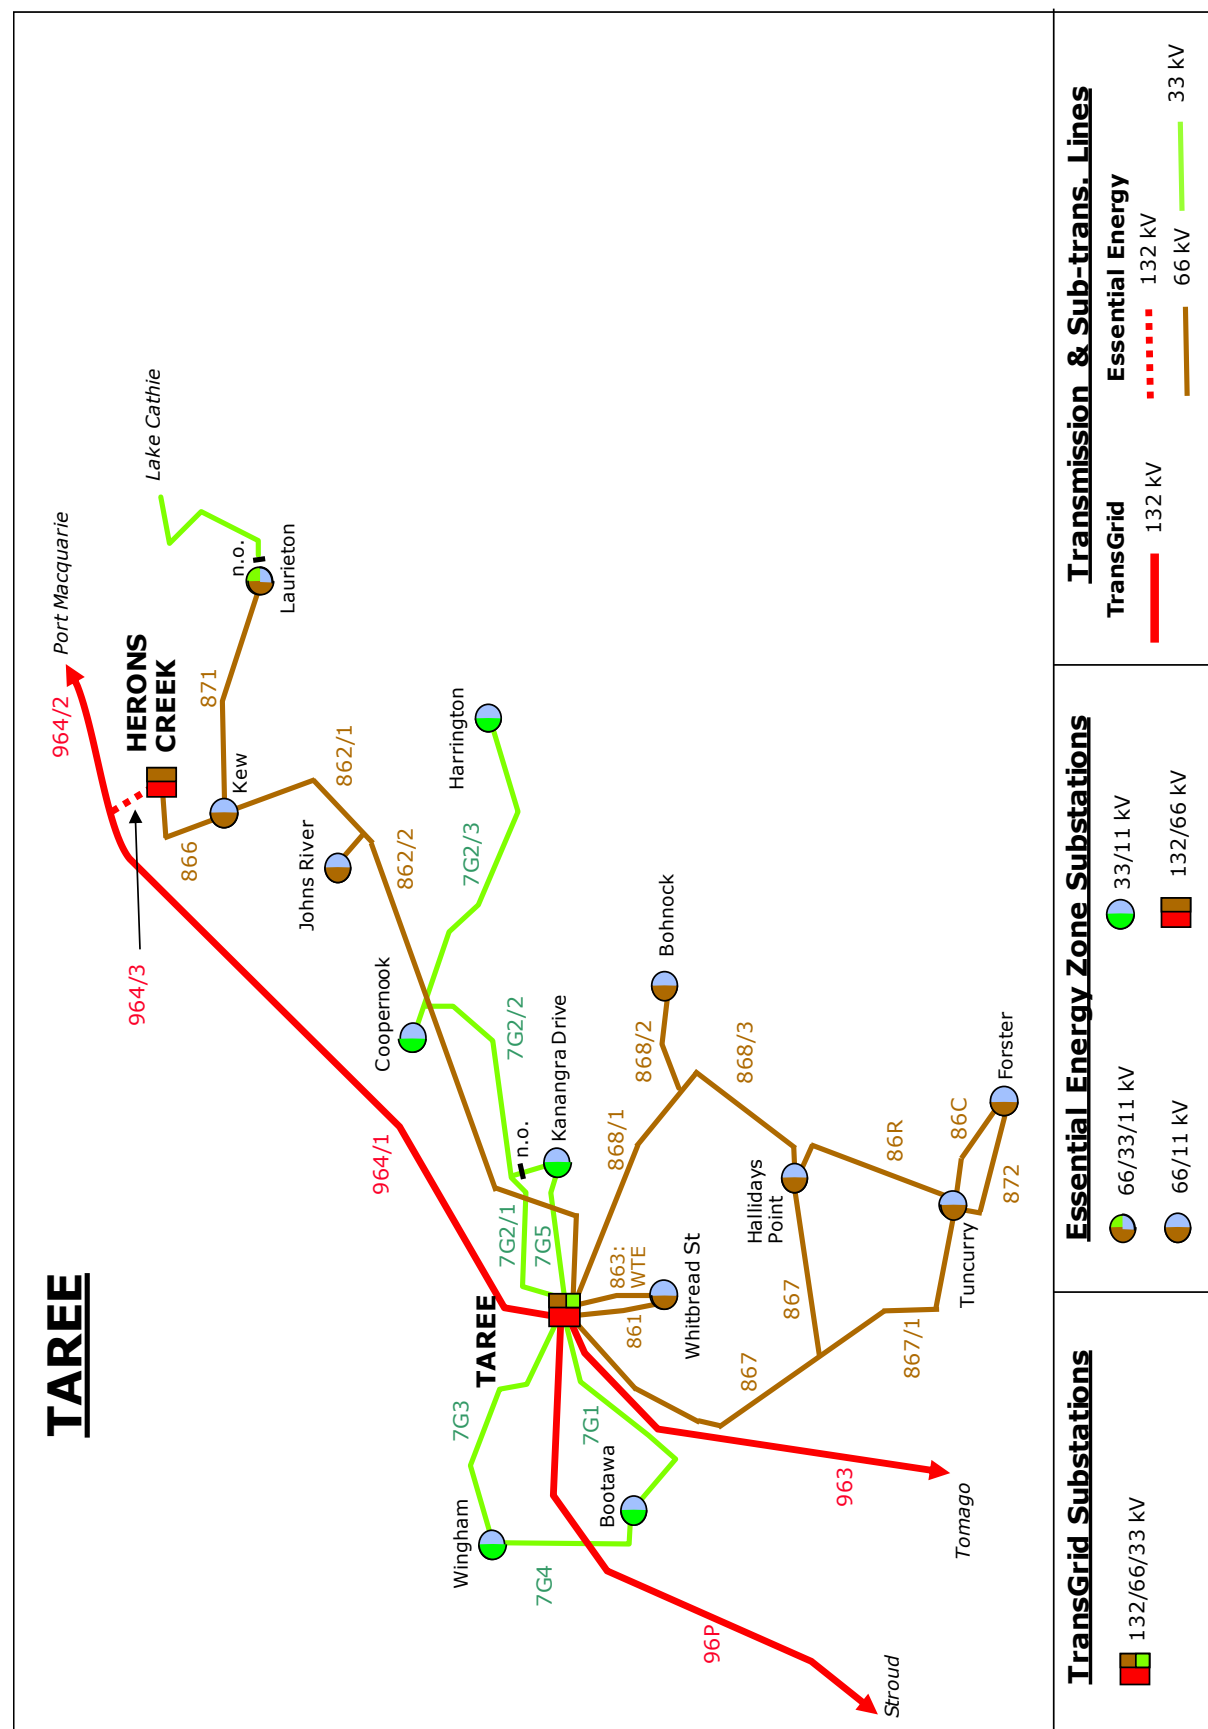 TAREE
Port Macquarie
964/2
Lake Cathie
HERONS
CREEK
n.o.
Laurieton
871
866
Kew
964/3
862/1
Johns River
862/2
Harrington
7G2/3
Coopernook
7G2/2
964/1
n.o.
Kanangra Drive
7G2/1
7G5
TAREE
Bohnock
868/2
868/3
868/1
Hallidays
Point
86R
86C
Forster
872
Tuncurry
863:
WTE
861
Whitbread St
867
867
867/1
7G3
7G1
Wingham
Bootawa
7G4
963
Tomago
96P
Stroud
TransGrid Substations
132/66/33 kV
Essential Energy Zone Substations
66/33/11 kV
33/11 kV
66/11 kV
132/66 kV
Transmission & Sub-trans. Lines
TransGrid
Essential Energy
132 kV
132 kV
66 kV
33 kV